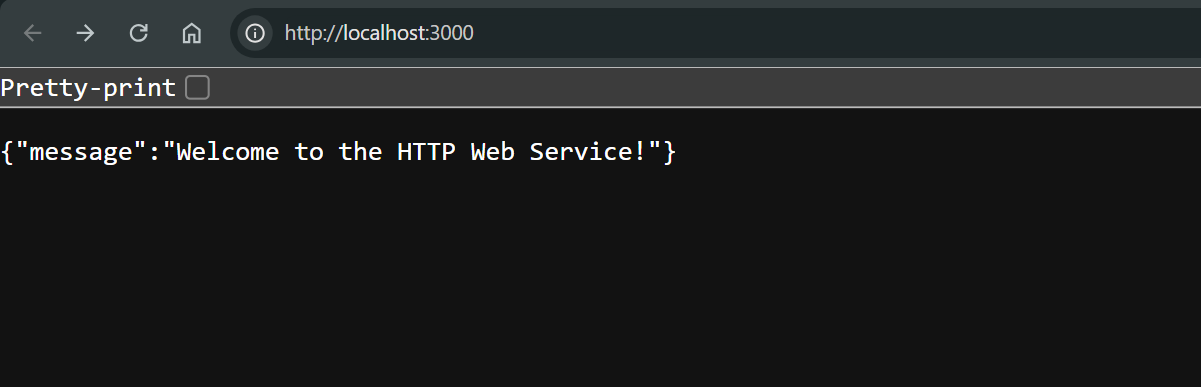 http://localhost:3000
Pretty-print
{"message":"Welcome to the HTTP Web Service!"}